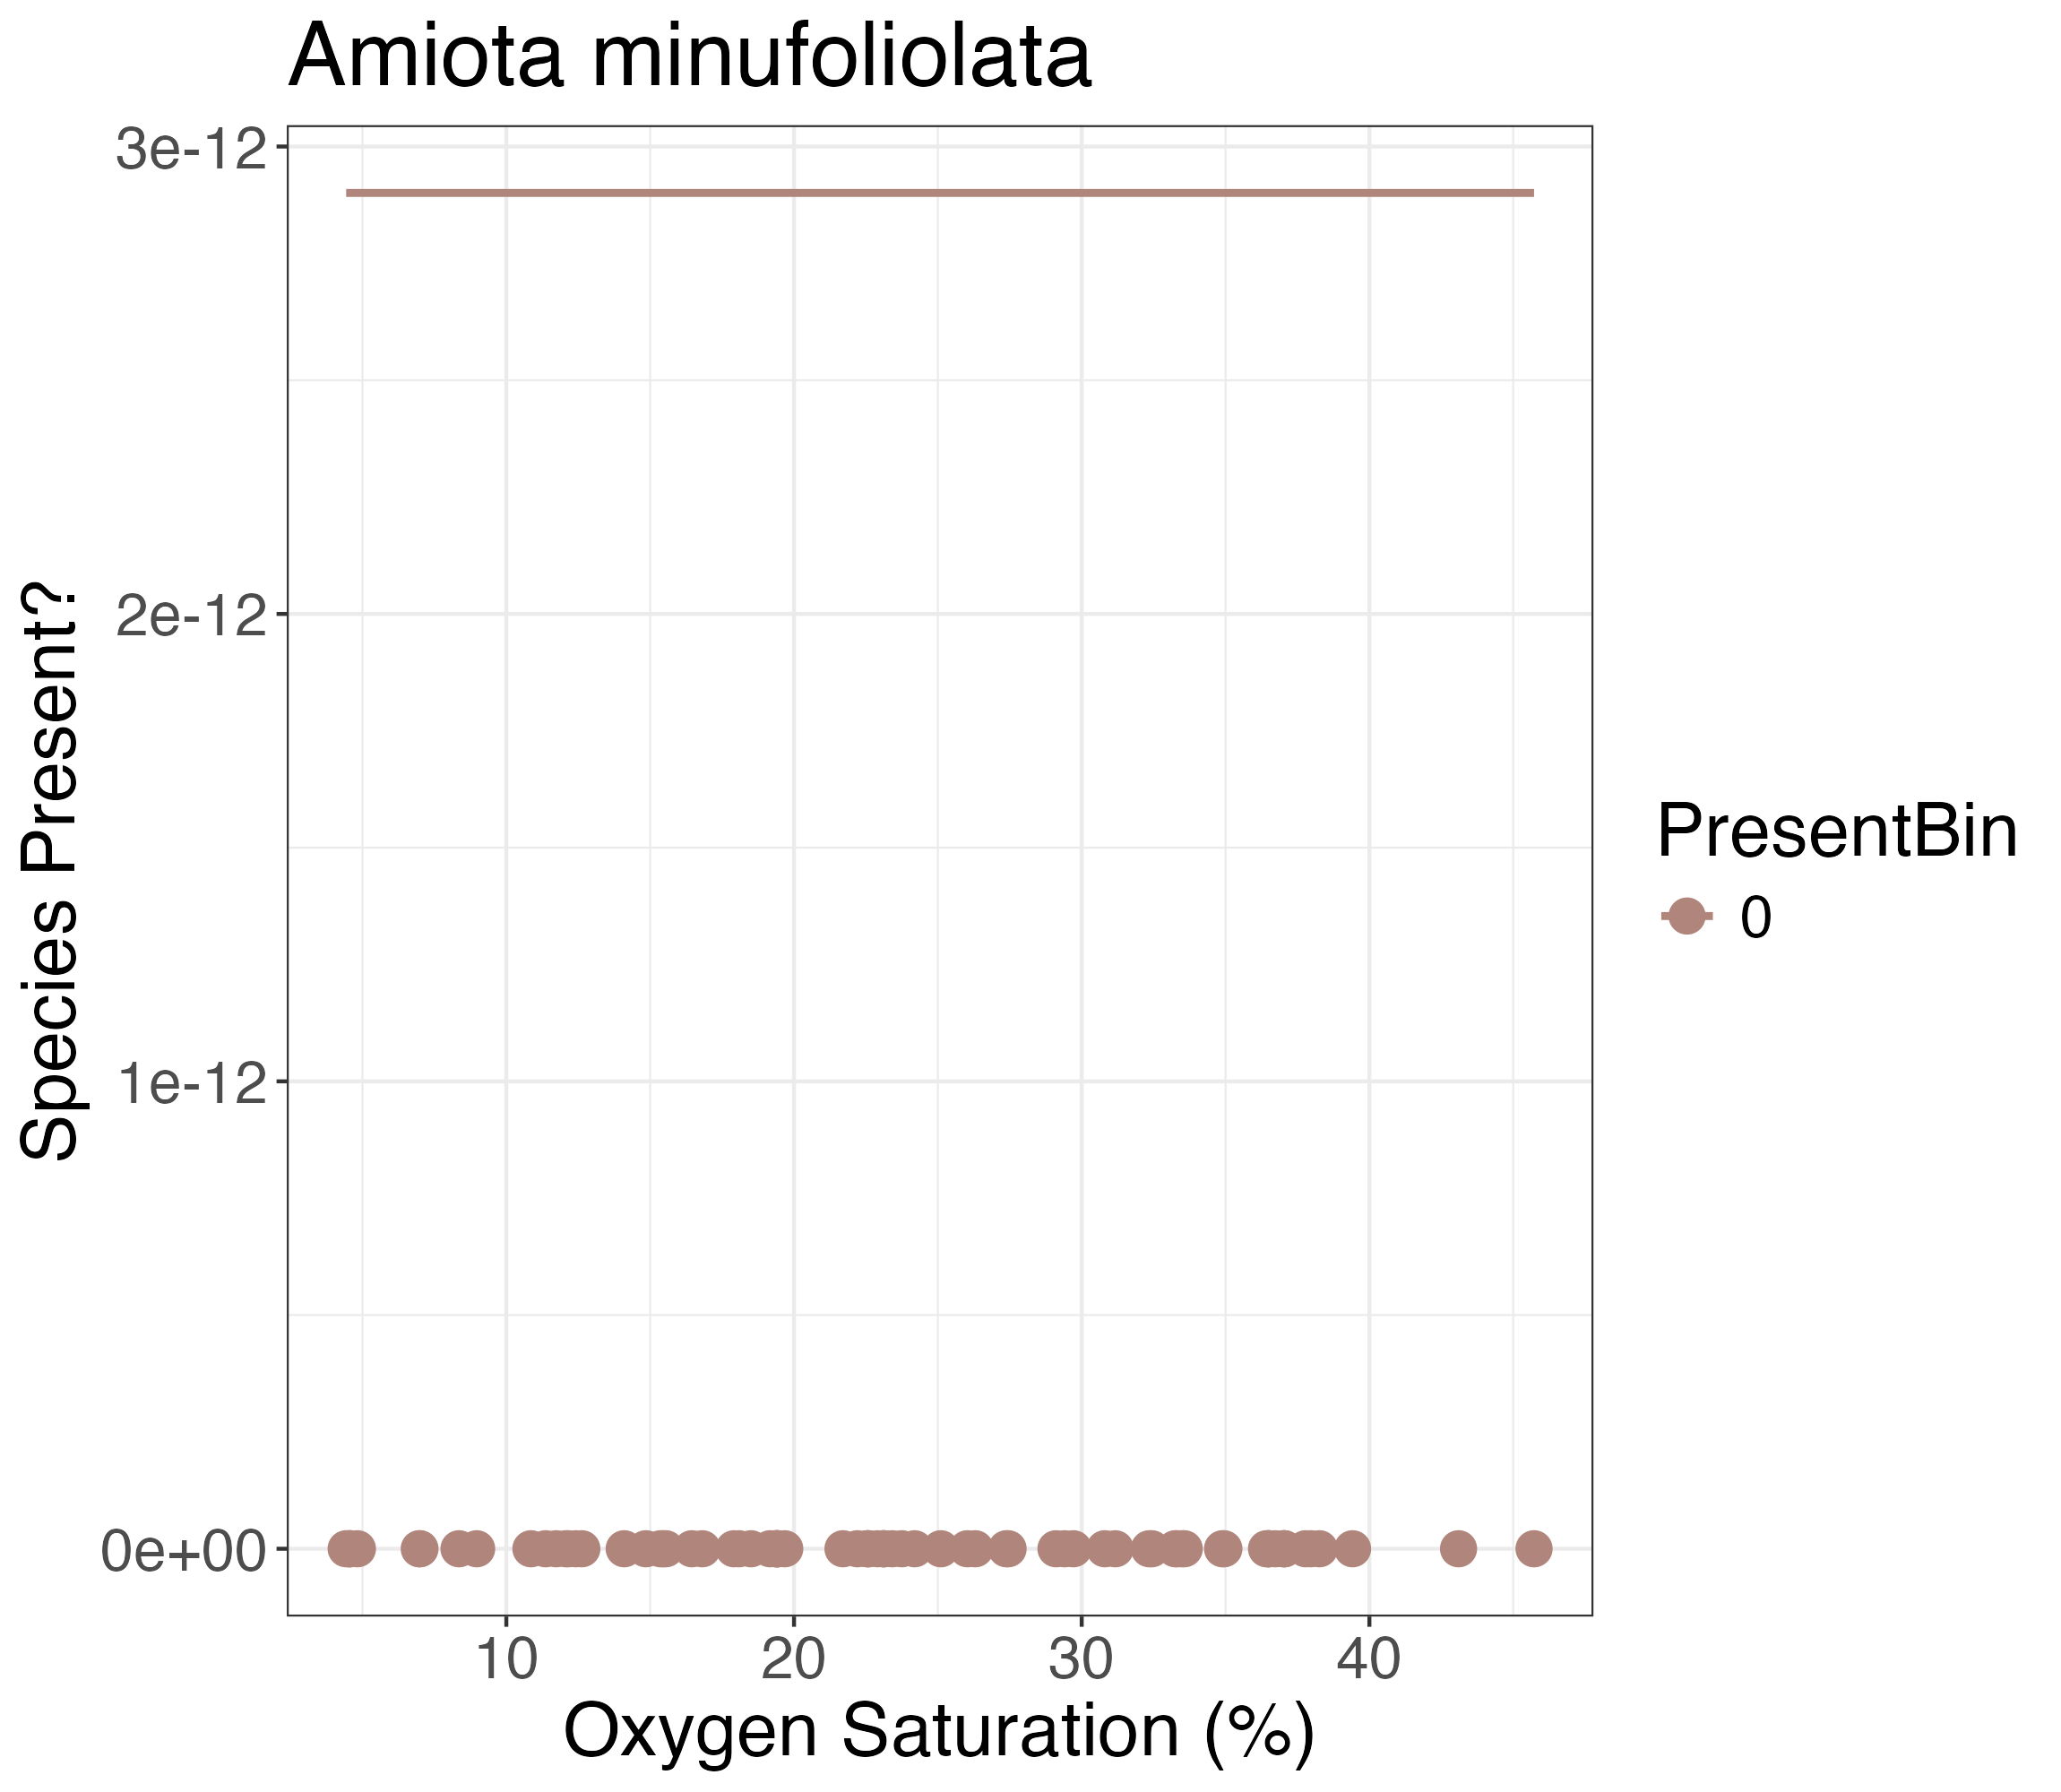 Amiota minufoliolata
3e-12
2e-12
1e-12
0e+00
Species Present?
10 20 30 40
Oxygen Saturation (%)
PresentBin
0